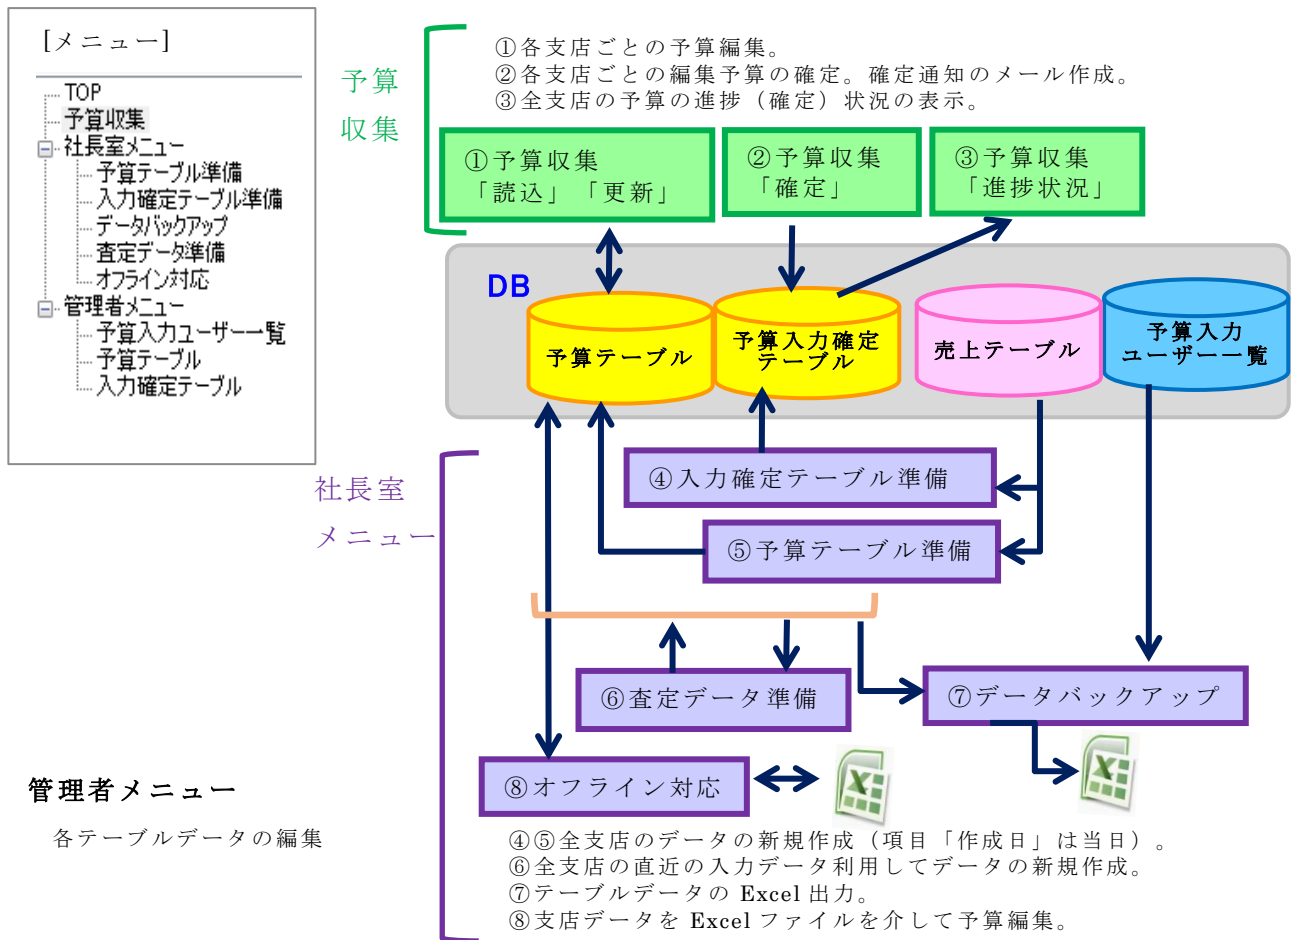 [メニュー]
TOP
予算収集
社長室メニュー
予算テーブル準備
入力確定テーブル準備
データバックアップ
査定データ準備
オフライン対応
管理者メニュー
予算入力ユーザー一覧
予算テーブル
入力確定テーブル
予算
収集
①各支店ごとの予算編集。
②各支店ごとの編集予算の確定。確定通知のメール作成。
③全支店の予算の進捗（確定）状況の表示。
①予算収集
「読込」「更新」
②予算収集
「確定」
③予算収集
「進捗状況」
DB
予算テーブル
予算入力確定
テーブル
売上テーブル
予算入力
ユーザー一覧
社長室
メニュー
④入力確定テーブル準備
⑤予算テーブル準備
⑥査定データ準備
⑦データバックアップ
⑧オフライン対応
管理者メニュー
各テーブルデータの編集
④⑤全支店のデータの新規作成（項目「作成日」は当日）。
⑥全支店の直近の入力データ利用してデータの新規作成。
⑦テーブルデータの Excel 出力。
⑧支店データを Excel ファイルを介して予算編集。